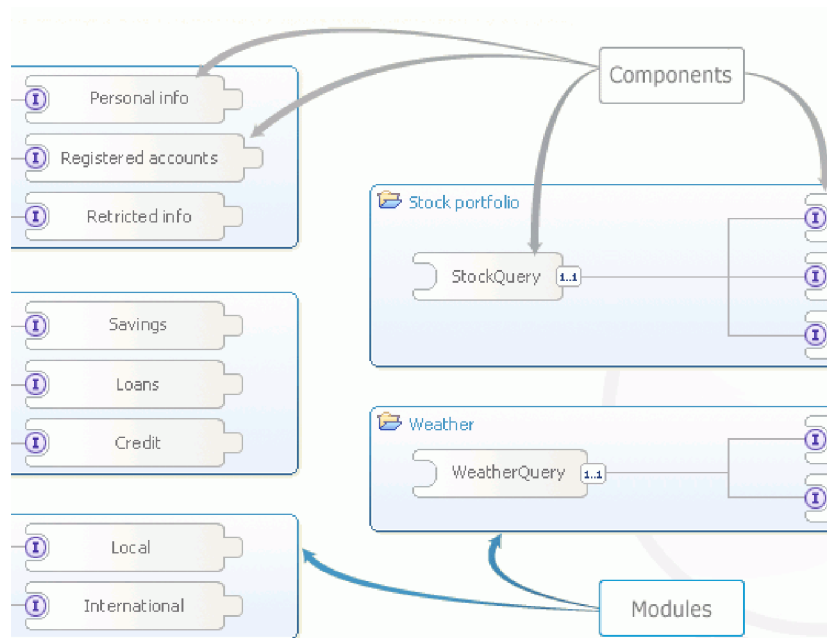 Components
Personal info
Registered accounts
Retricted info
Stock portfolio
StockQuery 1..1
Savings
Loans
Credit
Weather
WeatherQuery 1..1
Local
International
Modules
I
I
I
I
I
I
I
I
I
I
I
I
I